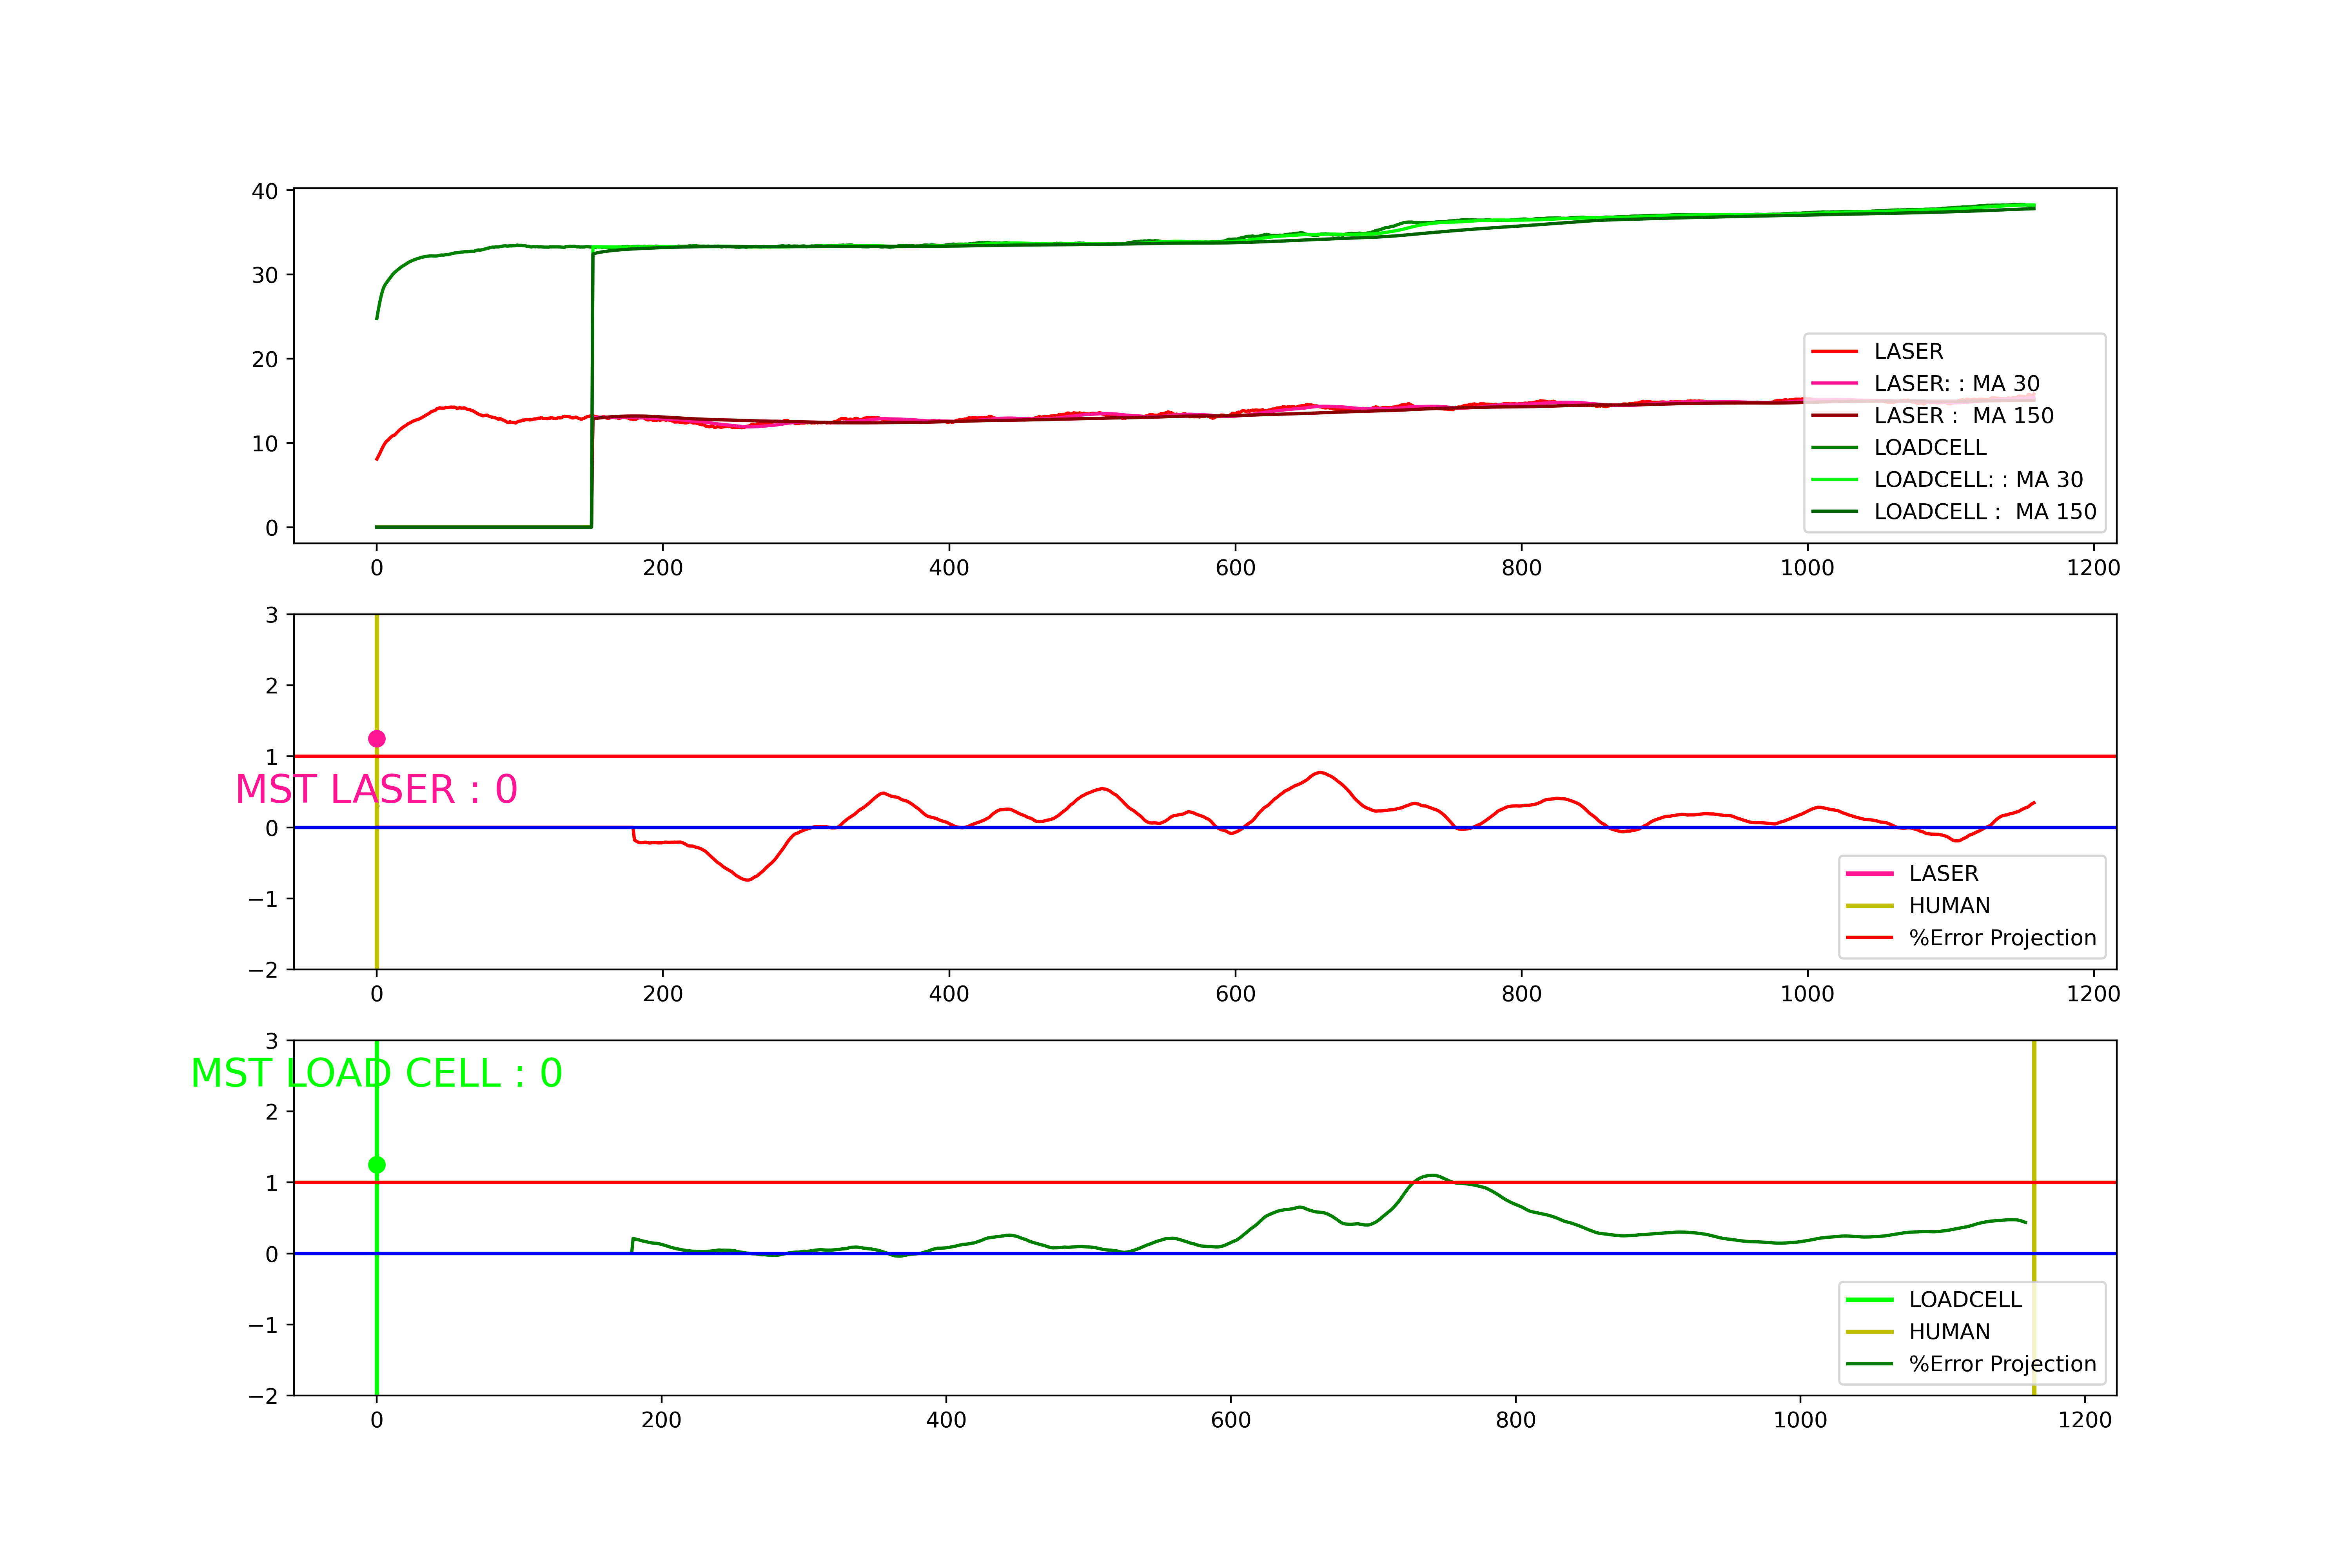 40
30
20
10
0
LASER
LASER: : MA 30
LASER :  MA 150
LOADCELL
LOADCELL: : MA 30
LOADCELL :  MA 150
0 200 400 600 800 1000 1200
3
2
1
0
−1
−2
MST LASER : 0
LASER
HUMAN
%Error Projection
0 200 400 600 800 1000 1200
3
2
1
0
−1
−2
MST LOAD CELL : 0
LOADCELL
HUMAN
%Error Projection
0 200 400 600 800 1000 1200